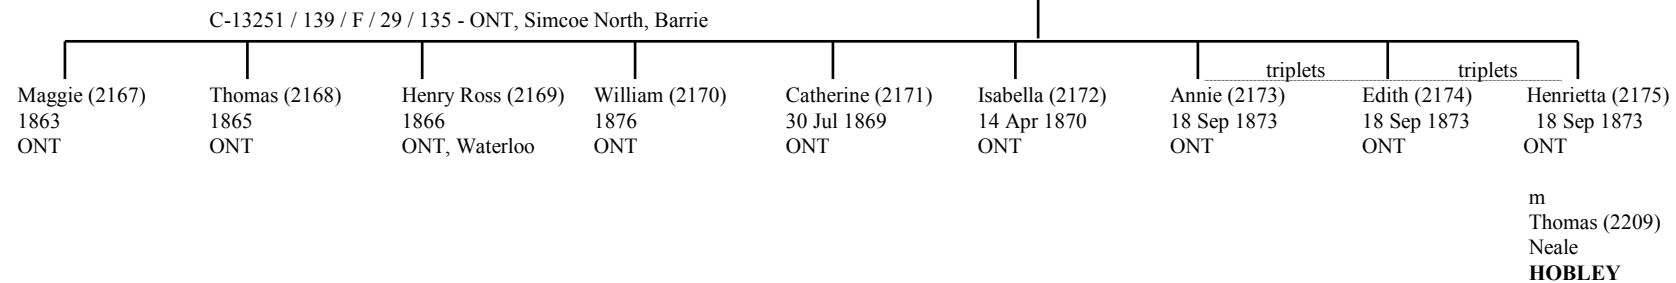 C-13251 / 139 / F / 29 / 135 - ONT, Simcoe North, Barrie
triplets triplets
Maggie (2167) Thomas (2168) Henry Ross (2169) William (2170) Catherine (2171) Isabella (2172) Annie (2173) Edith (2174) Henrietta (2175)
1863 1865 1866 1876 30 Jul 1869 14 Apr 1870 18 Sep 1873 18 Sep 1873 18 Sep 1873
ONT ONT ONT, Waterloo ONT ONT ONT ONT ONT ONT
m
Thomas (2209)
Neale
HOBLEY